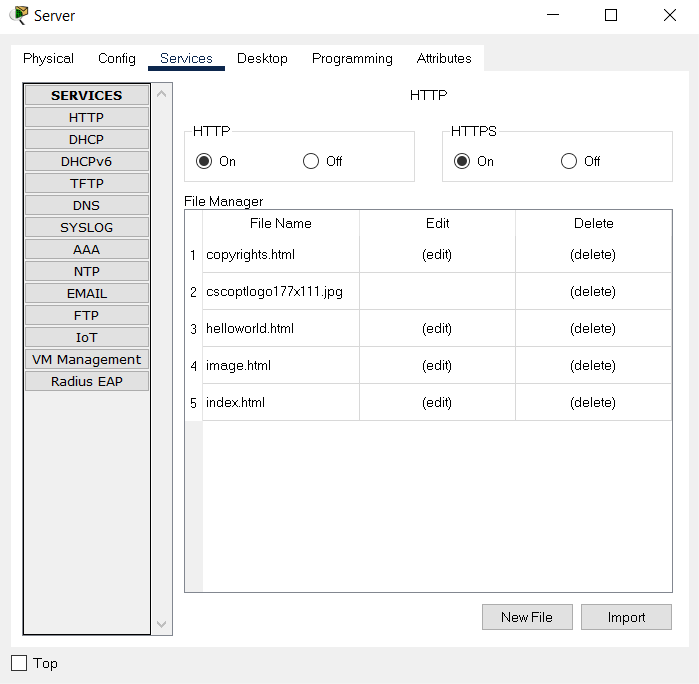 Server
Physical Config Services Desktop Programming Attributes
SERVICES
HTTP
DHCP
DHCPv6
TFTP
DNS
SYSLOG
AAA
NTP
EMAIL
FTP
IoT
VM Management
Radius EAP
HTTP
HTTP
On Off
HTTPS
On Off
File Manager
File Name Edit Delete
1 copyrights.html (edit) (delete)
2 cscoptlogo177x111.jpg (delete)
3 helloworld.html (edit) (delete)
4 image.html (edit) (delete)
5 index.html (edit) (delete)
New File Import
Top